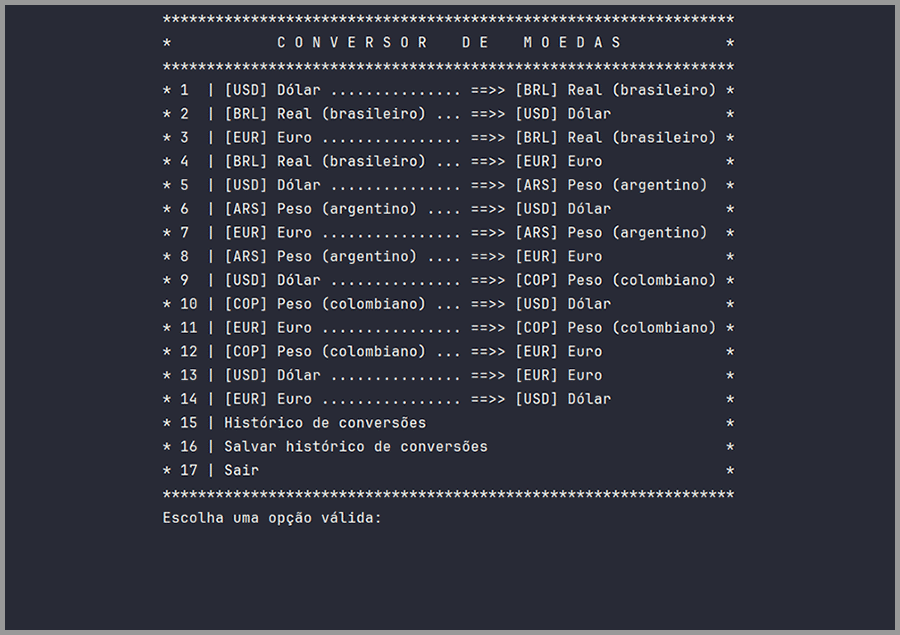 *****************************************************************
*            C O N V E R S O R    D E    M O E D A S            *
*****************************************************************
* 1  | [USD] Dólar ............... ==>> [BRL] Real (brasileiro) *
* 2  | [BRL] Real (brasileiro) ... ==>> [USD] Dólar             *
* 3  | [EUR] Euro ................ ==>> [BRL] Real (brasileiro) *
* 4  | [BRL] Real (brasileiro) ... ==>> [EUR] Euro              *
* 5  | [USD] Dólar ............... ==>> [ARS] Peso (argentino)  *
* 6  | [ARS] Peso (argentino) .... ==>> [USD] Dólar             *
* 7  | [EUR] Euro ................ ==>> [ARS] Peso (argentino)  *
* 8  | [ARS] Peso (argentino) .... ==>> [EUR] Euro              *
* 9  | [USD] Dólar ............... ==>> [COP] Peso (colombiano) *
* 10 | [COP] Peso (colombiano) ... ==>> [USD] Dólar             *
* 11 | [EUR] Euro ................ ==>> [COP] Peso (colombiano) *
* 12 | [COP] Peso (colombiano) ... ==>> [EUR] Euro              *
* 13 | [USD] Dólar ............... ==>> [EUR] Euro              *
* 14 | [EUR] Euro ................ ==>> [USD] Dólar             *
* 15 | Histórico de conversões                                  *
* 16 | Salvar histórico de conversões                           *
* 17 | Sair                                                     *
*****************************************************************
Escolha uma opção válida: